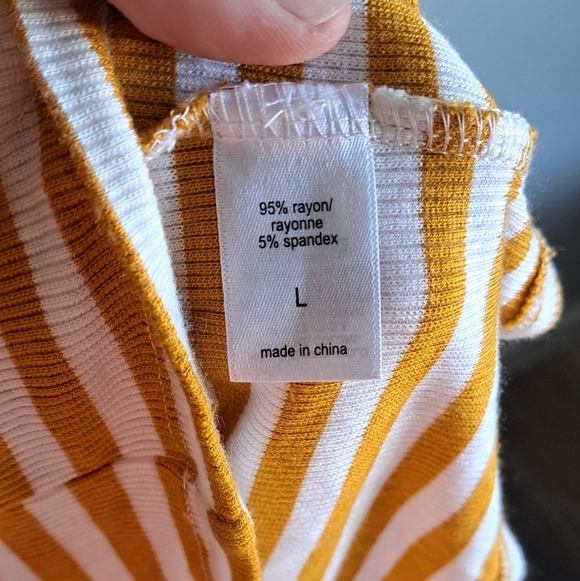 95% rayon/
rayonne
5% spandex
L
made in china